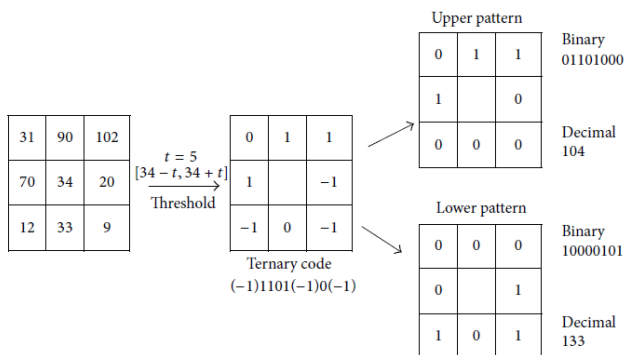 Upper pattern
0 1 1
1 0
0 0 0
Binary
01101000
Decimal
104
31 90 102
70 34 20
12 33 9
t = 5
[34 − t, 34 + t]
Threshold
0 1 1
1 −1
−1 0 −1
Ternary code
(−1)1101(−1)0(−1)
Lower pattern
0 0 0
0 1
1 0 1
Binary
10000101
Decimal
133